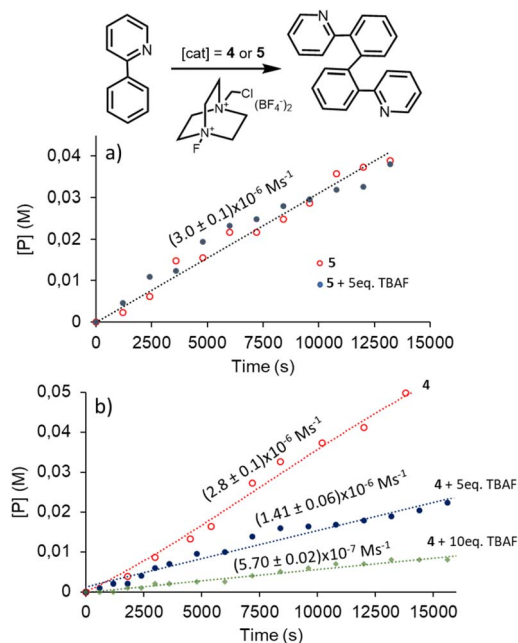 [cat] = 4 or 5
N
N
N
Cl
N+
(BF4-)2
N+
F
a)
[P] (M)
0,04
0,03
0,02
0,01
0
(3.0 ± 0.1)x10-6 Ms-1
5
5 + 5eq. TBAF
0 2500 5000 7500 10000 12500 15000
Time (s)
b)
[P] (M)
0,05
0,04
0,03
0,02
0,01
0
4
(2.8 ± 0.1)x10-6 Ms-1
(1.41 ± 0.06)x10-6 Ms-1
4 + 5eq. TBAF
4 + 10eq. TBAF
(5.70 ± 0.02)x10-7 Ms-1
0 2500 5000 7500 10000 12500 15000
Time (s)